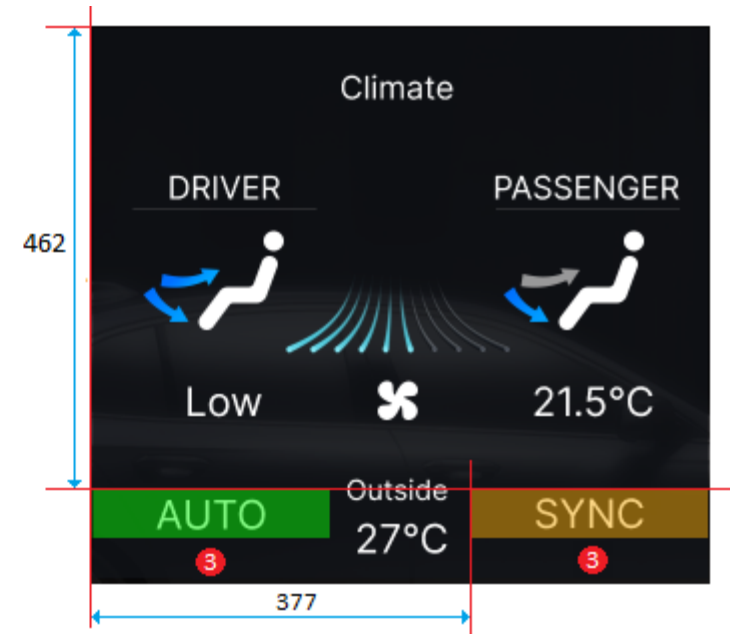 Climate
DRIVER
PASSENGER
462
Low
21.5°C
Outside
AUTO
27°C
SYNC
3
3
377